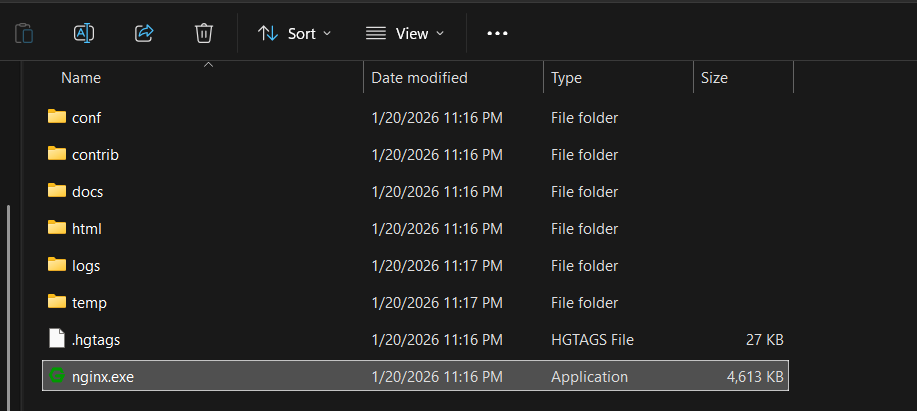 Sort View
Name Date modified Type Size
conf 1/20/2026 11:16 PM File folder
contrib 1/20/2026 11:16 PM File folder
docs 1/20/2026 11:16 PM File folder
html 1/20/2026 11:16 PM File folder
logs 1/20/2026 11:17 PM File folder
temp 1/20/2026 11:17 PM File folder
.hgtags 1/20/2026 11:16 PM HGTAGS File 27 KB
nginx.exe 1/20/2026 11:16 PM Application 4,613 KB